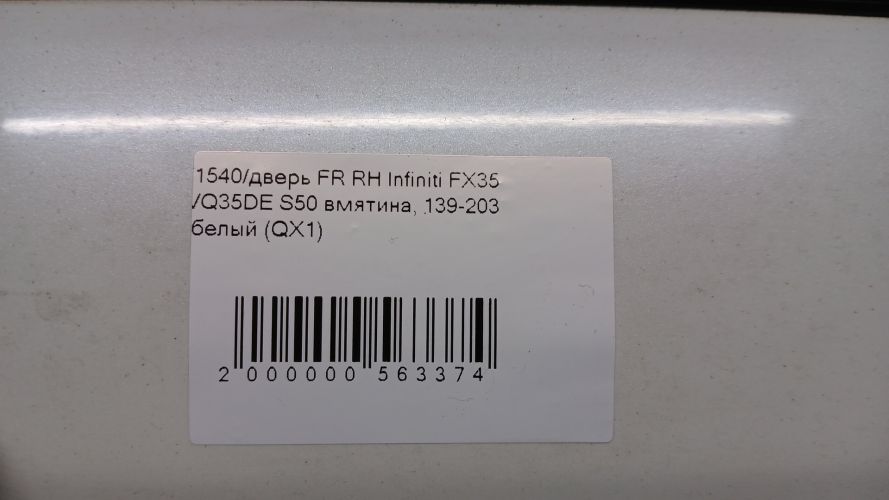 1540/дверь FR RH Infiniti FX35
/Q35DE S50 вмятина, 139-203
белый (QX1)
2 000000 563374